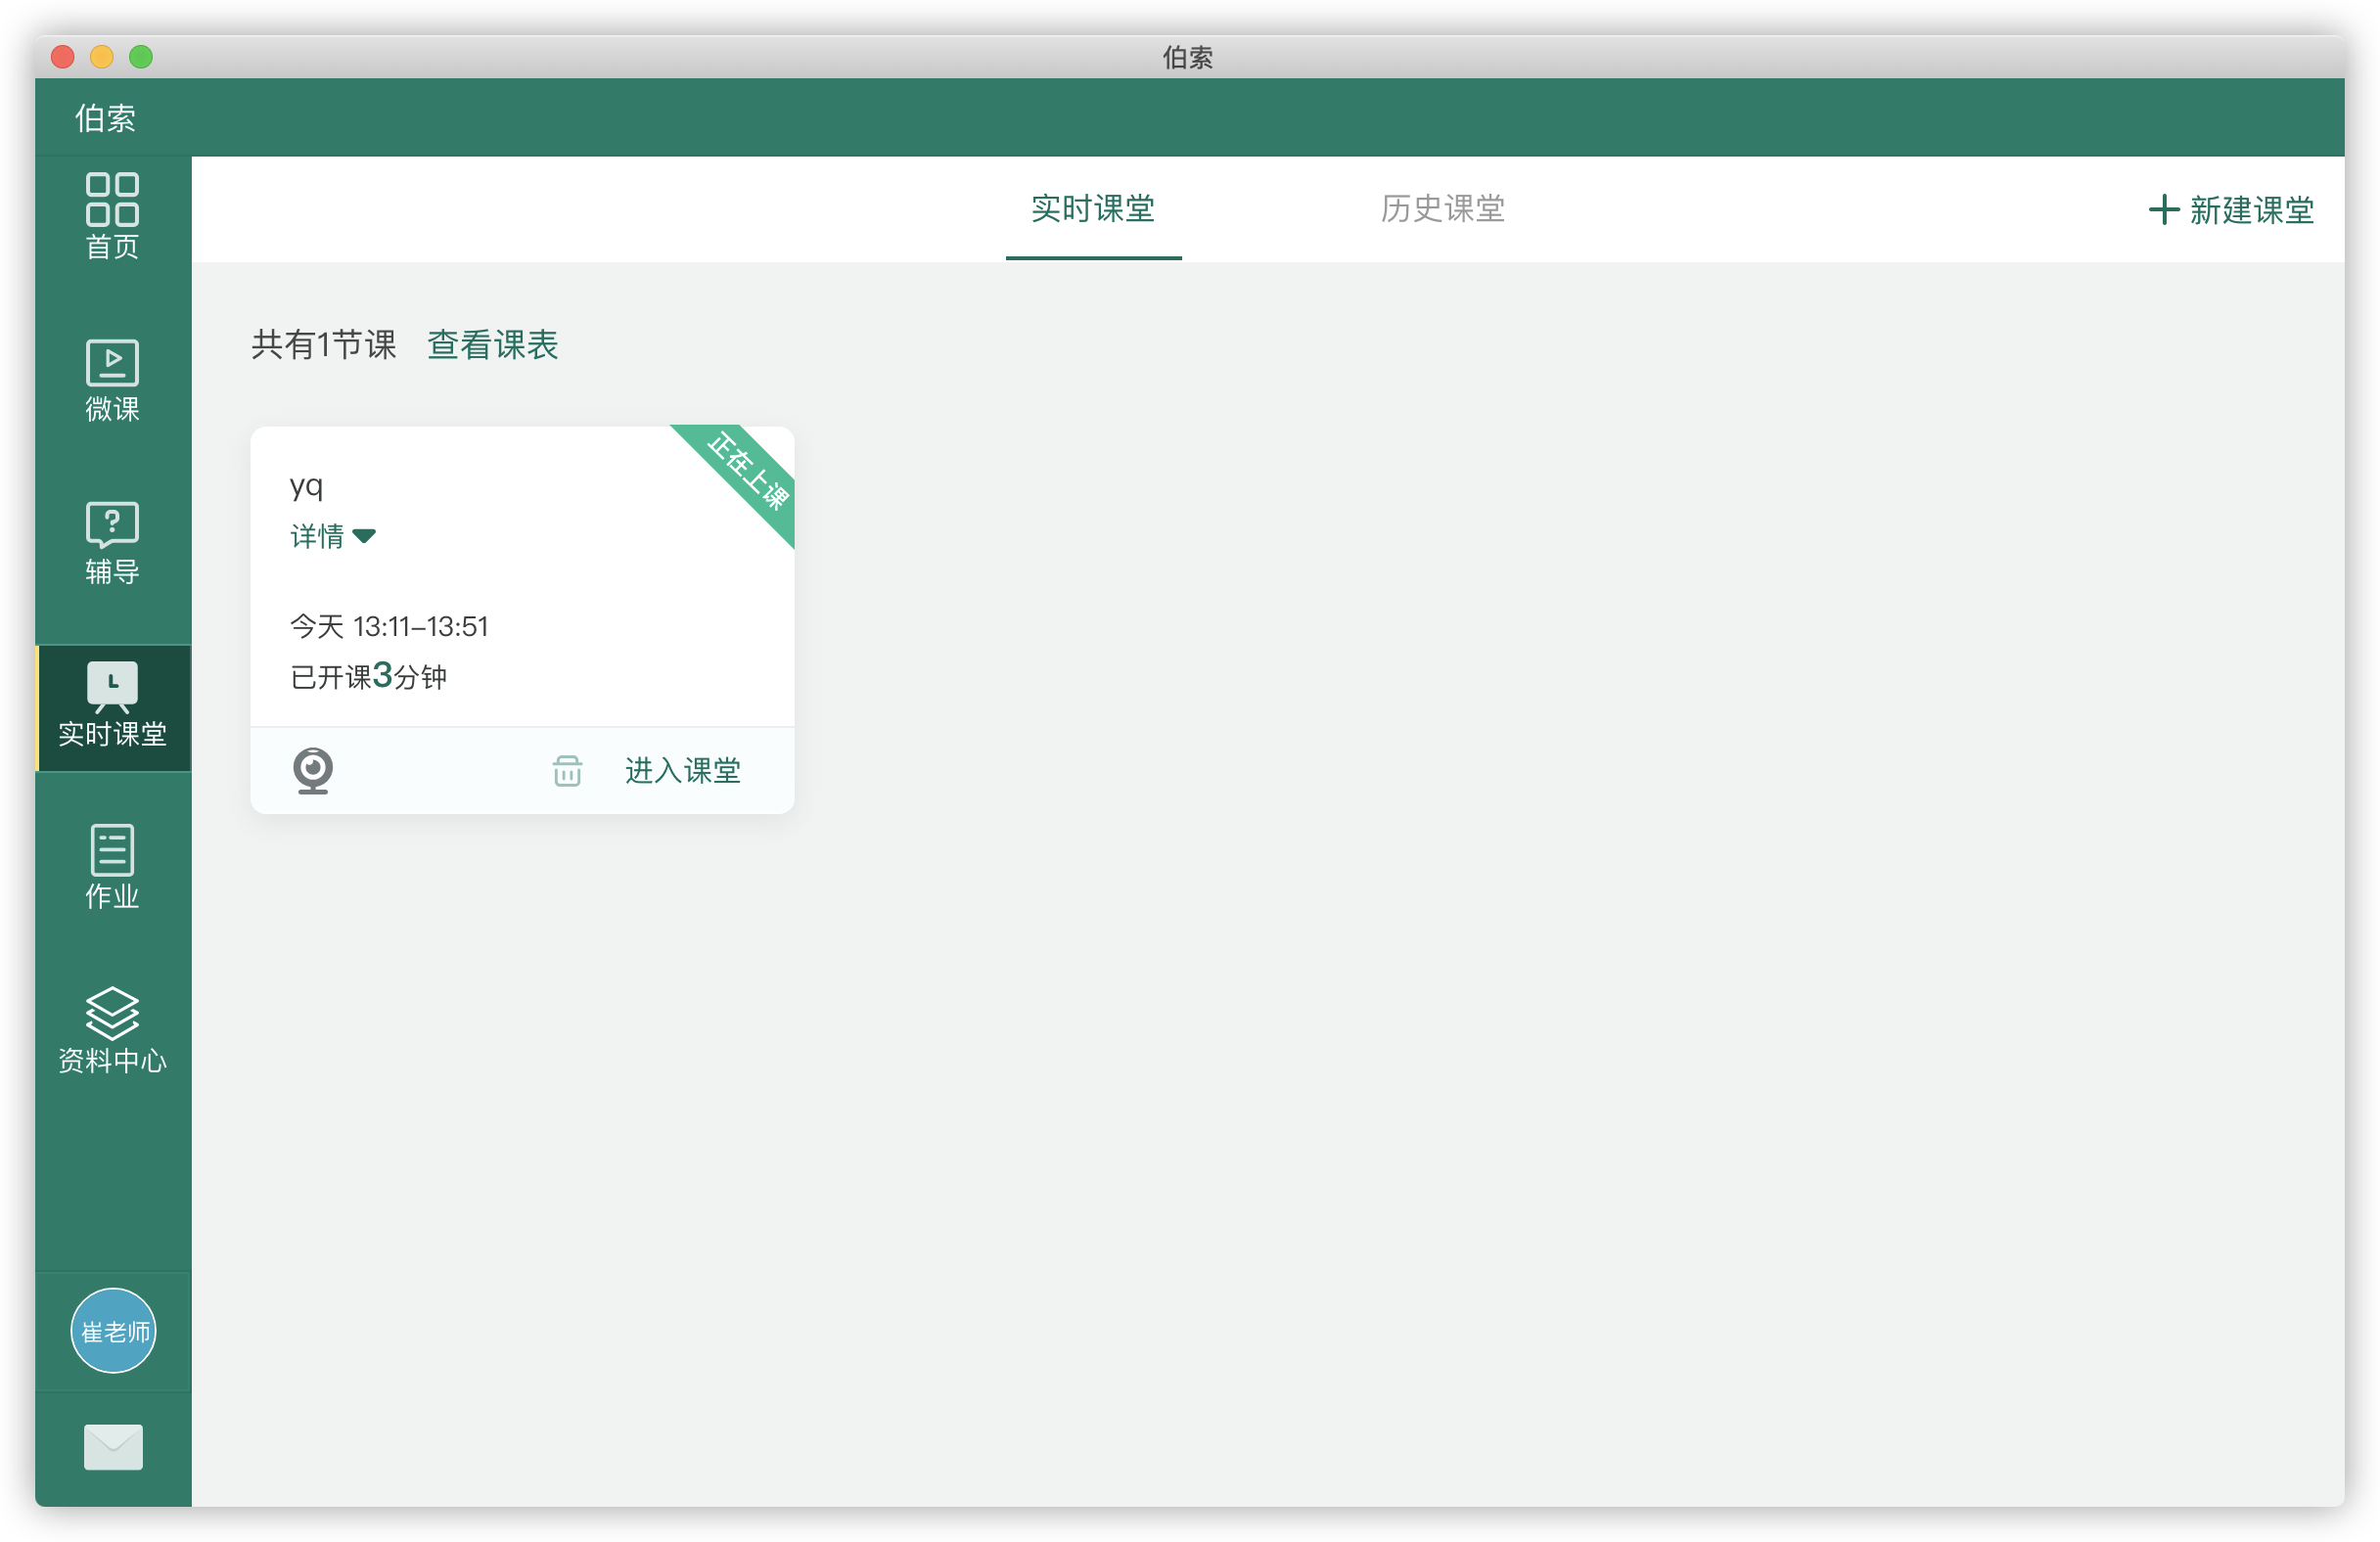 伯索
伯索
首页
微课
辅导
实时课堂
作业
资料中心
崔老师
实时课堂
历史课堂
新建课堂
共有1节课 查看课表
正在上课
yq
详情
今天 13:11–13:51
已开课3分钟
进入课堂